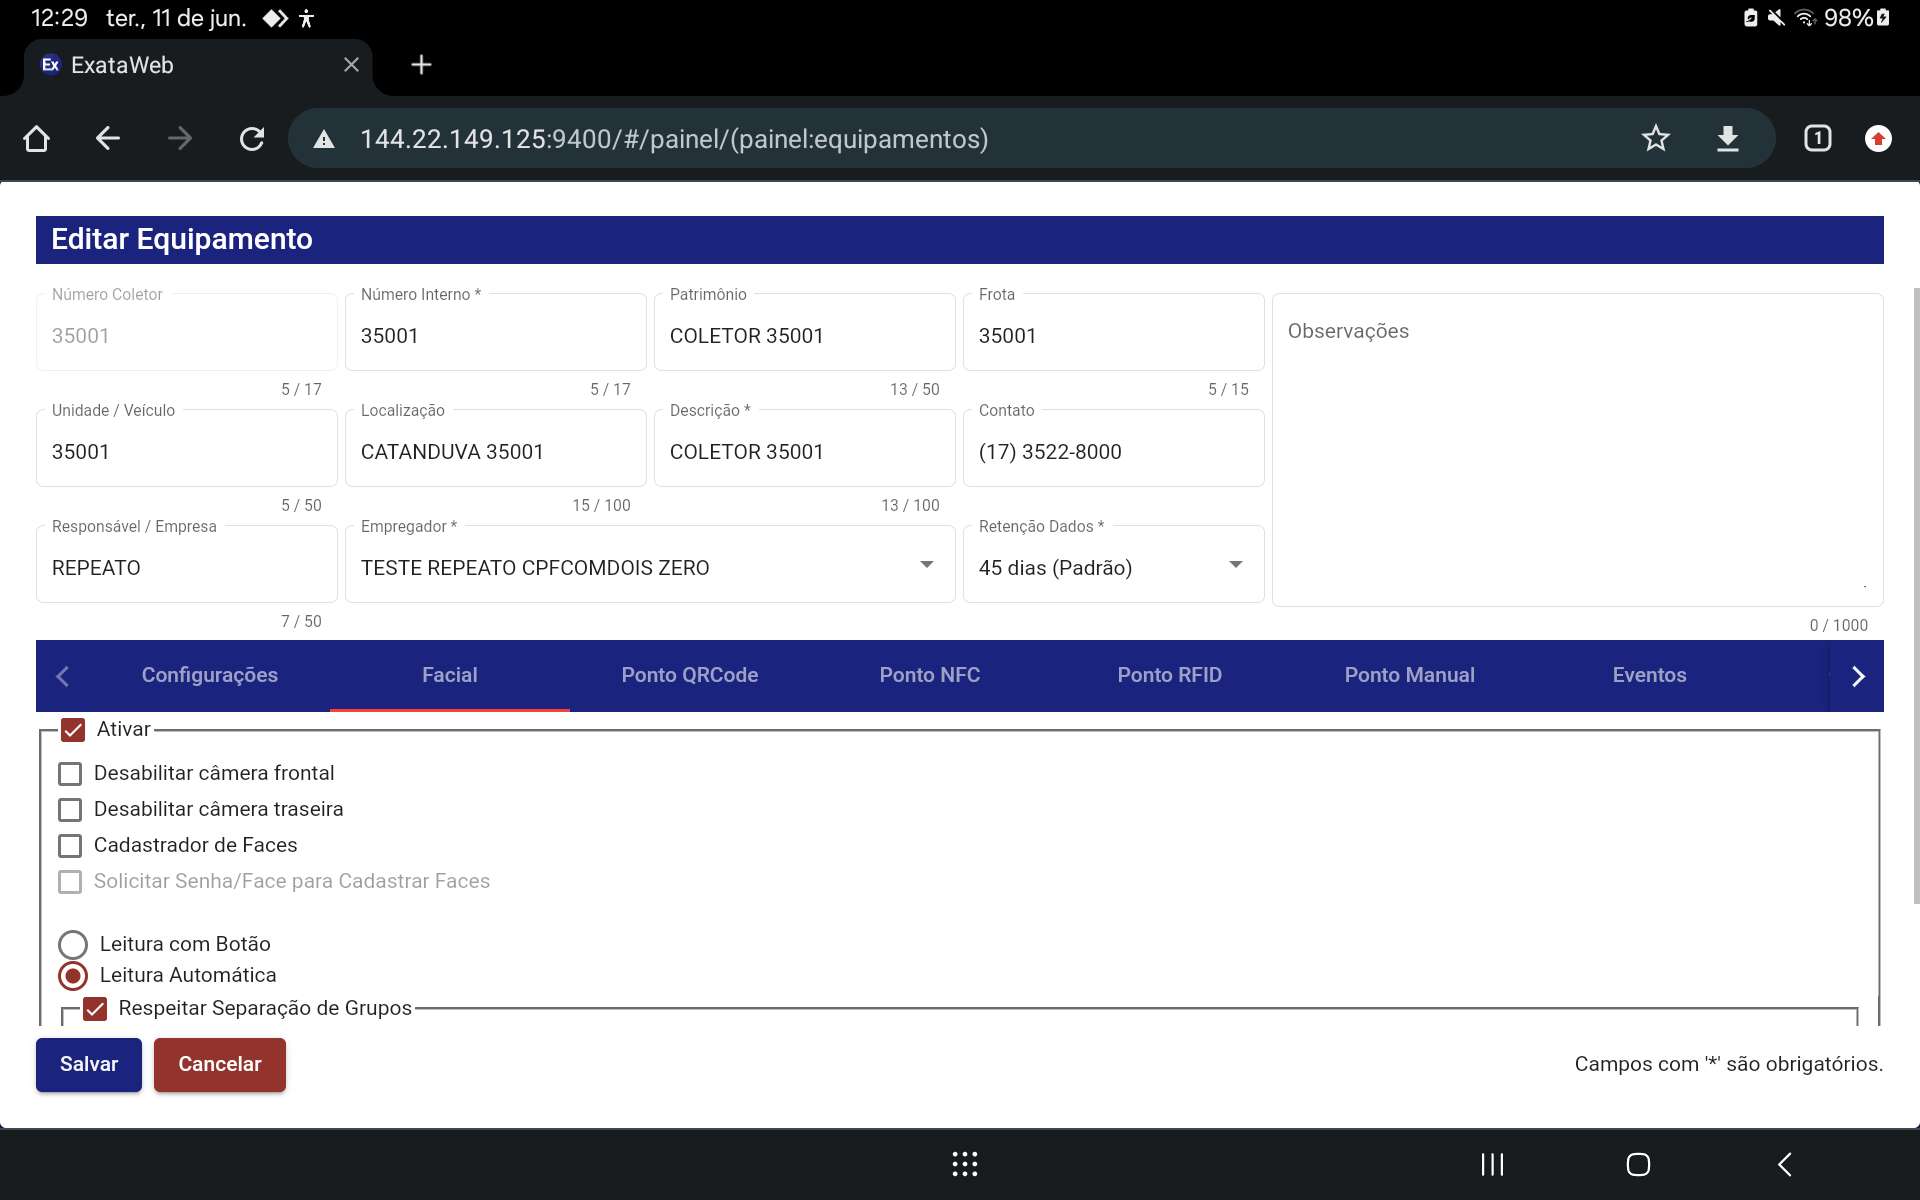 12:29 ter., 11 de jun.
98%
Ex ExataWeb
144.22.149.125:9400/#/painel/(painel:equipamentos)
1
Editar Equipamento
Número Coletor
35001
5 / 17
Número Interno *
35001
5 / 17
Patrimônio
COLETOR 35001
13 / 50
Frota
35001
5 / 15
Observações
0 / 1000
Unidade / Veículo
35001
5 / 50
Localização
CATANDUVA 35001
15 / 100
Descrição *
COLETOR 35001
13 / 100
Contato
(17) 3522-8000
Responsável / Empresa
REPEATO
7 / 50
Empregador *
TESTE REPEATO CPFCOMDOIS ZERO
Retenção Dados *
45 dias (Padrão)
Configurações Facial Ponto QRCode Ponto NFC Ponto RFID Ponto Manual Eventos
Ativar
Desabilitar câmera frontal
Desabilitar câmera traseira
Cadastrador de Faces
Solicitar Senha/Face para Cadastrar Faces
Leitura com Botão
Leitura Automática
Respeitar Separação de Grupos
Salvar Cancelar
Campos com '*' são obrigatórios.